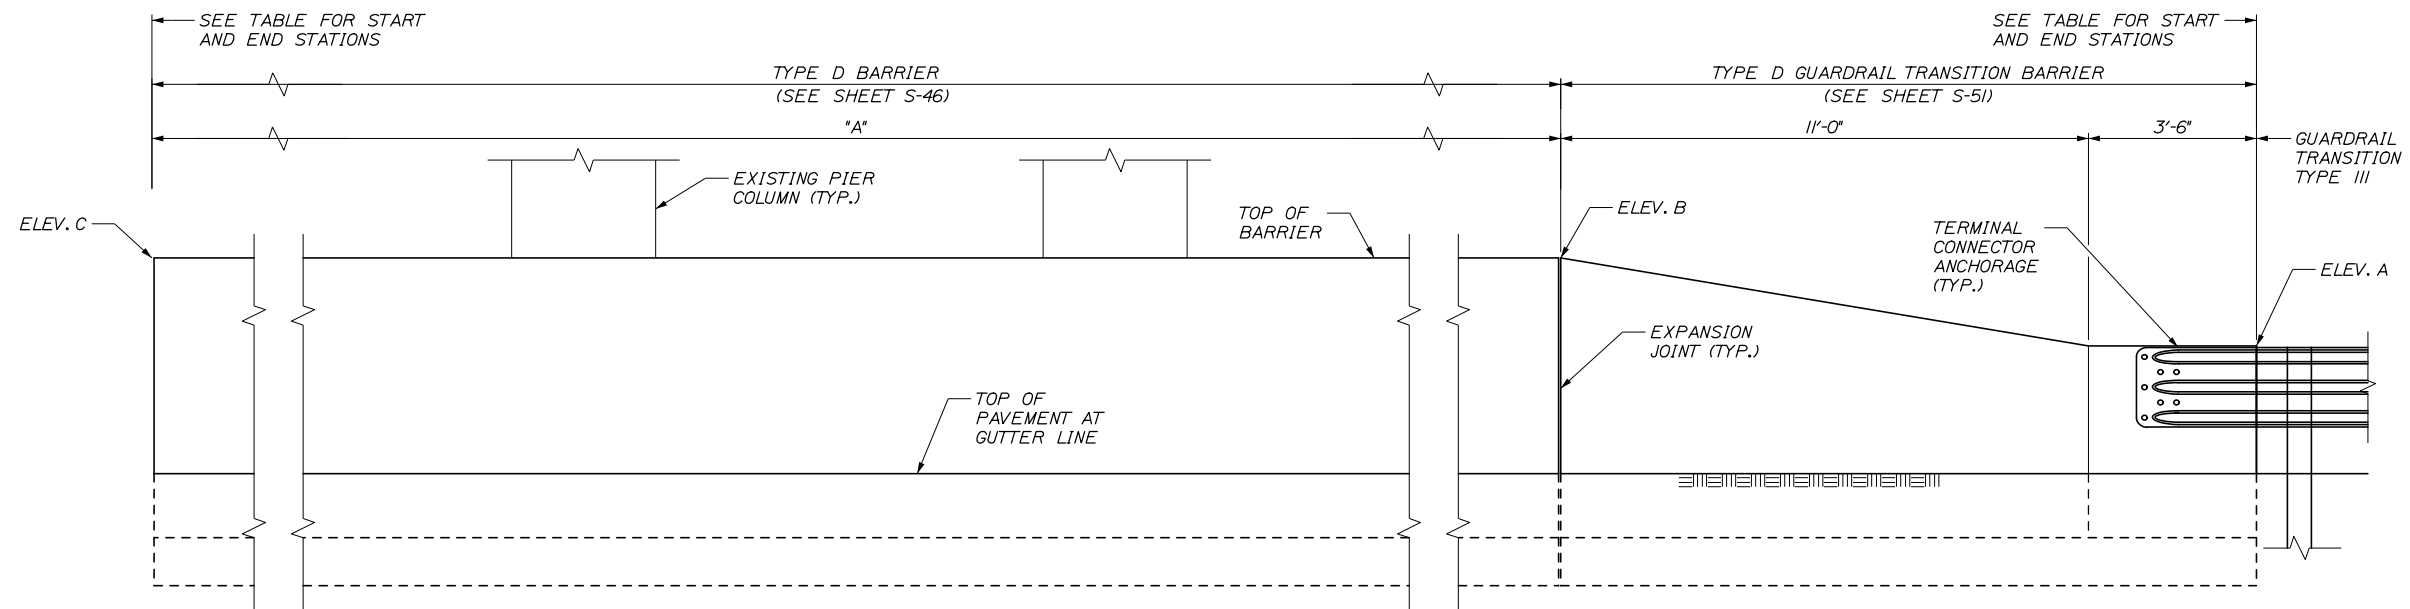 SEE TABLE FOR START
AND END STATIONS
SEE TABLE FOR START
AND END STATIONS
TYPE D BARRIER
(SEE SHEET S-46)
TYPE D GUARDRAIL TRANSITION BARRIER
(SEE SHEET S-51)
"A"
11'-0"
3'-6"
GUARDRAIL
TRANSITION
TYPE III
EXISTING PIER
COLUMN (TYP.)
ELEV. C
TOP OF
BARRIER
ELEV. B
TERMINAL
CONNECTOR
ANCHORAGE
(TYP.)
ELEV. A
EXPANSION
JOINT (TYP.)
TOP OF
PAVEMENT AT
GUTTER LINE